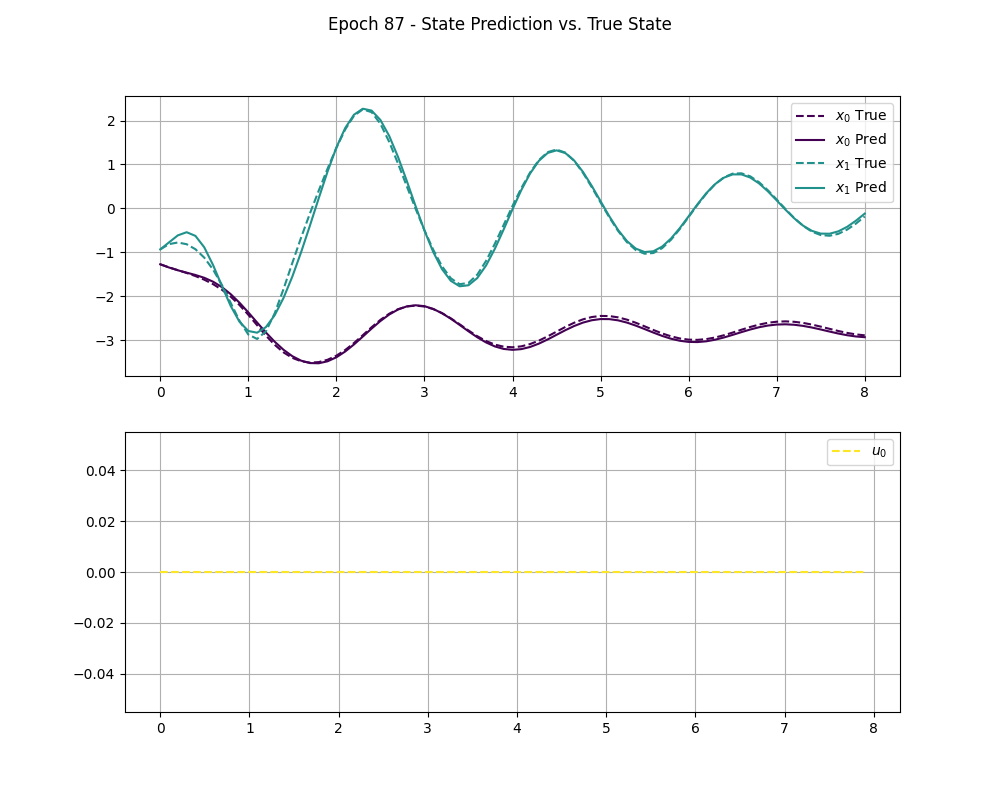 Epoch 87 - State Prediction vs. True State
2
1
0
−1
−2
−3
x₀ True
x₀ Pred
x₁ True
x₁ Pred
0 1 2 3 4 5 6 7 8
0.04
0.02
0.00
−0.02
−0.04
u₀
0 1 2 3 4 5 6 7 8